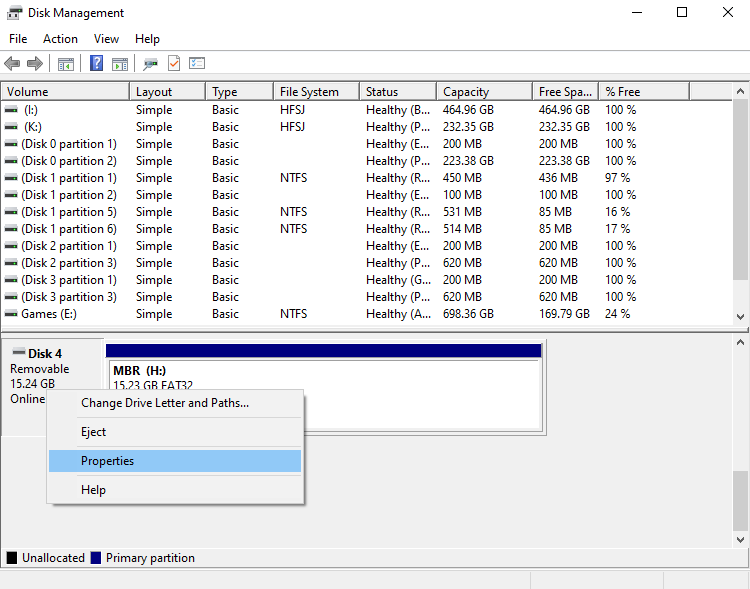 Disk Management
File Action View Help
Volume Layout Type File System Status Capacity Free Spa... % Free
(I:) Simple Basic HFSJ Healthy (B... 464.96 GB 464.96 GB 100 %
(K:) Simple Basic HFSJ Healthy (P... 232.35 GB 232.35 GB 100 %
(Disk 0 partition 1) Simple Basic Healthy (E... 200 MB 200 MB 100 %
(Disk 0 partition 2) Simple Basic Healthy (P... 223.38 GB 223.38 GB 100 %
(Disk 1 partition 1) Simple Basic NTFS Healthy (R... 450 MB 436 MB 97 %
(Disk 1 partition 2) Simple Basic Healthy (E... 100 MB 100 MB 100 %
(Disk 1 partition 5) Simple Basic NTFS Healthy (R... 531 MB 85 MB 16 %
(Disk 1 partition 6) Simple Basic NTFS Healthy (R... 514 MB 85 MB 17 %
(Disk 2 partition 1) Simple Basic Healthy (E... 200 MB 200 MB 100 %
(Disk 2 partition 3) Simple Basic Healthy (P... 620 MB 620 MB 100 %
(Disk 3 partition 1) Simple Basic Healthy (G... 200 MB 200 MB 100 %
(Disk 3 partition 3) Simple Basic Healthy (P... 620 MB 620 MB 100 %
Games (E:) Simple Basic NTFS Healthy (A... 698.36 GB 169.79 GB 24 %
Disk 4
Removable
15.24 GB
Online
MBR (H:)
15.23 GB FAT32
Change Drive Letter and Paths...
Eject
Properties
Help
Unallocated Primary partition